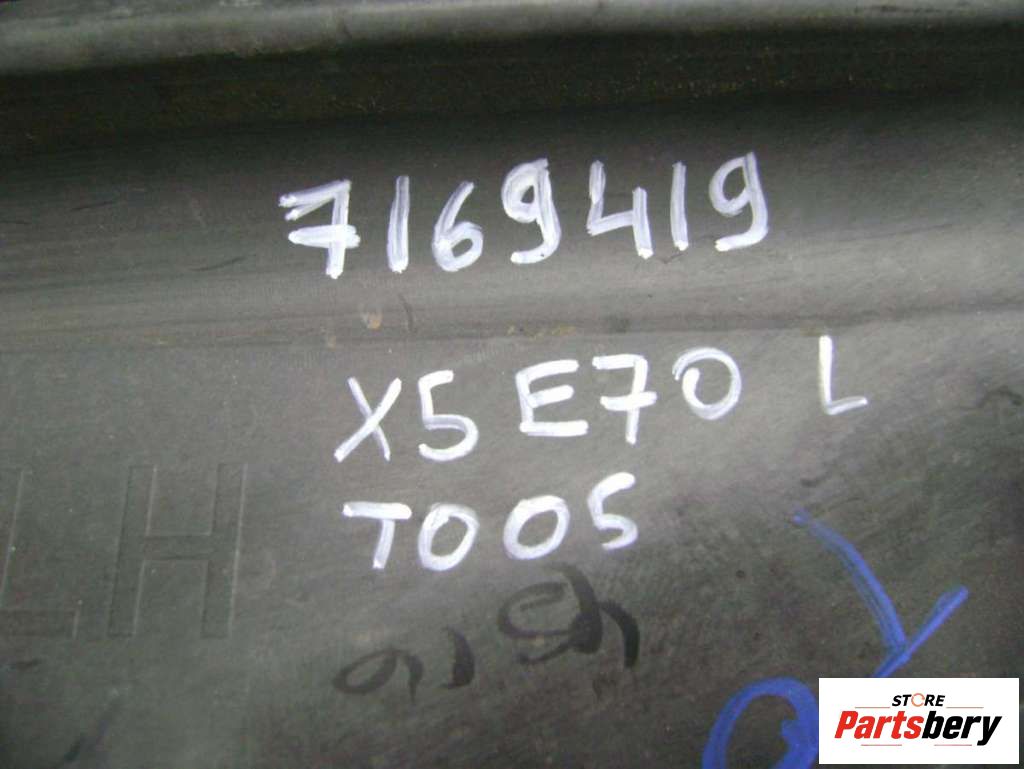 7169419
X5 E70 L
T005
LH
STORE
Partsbery